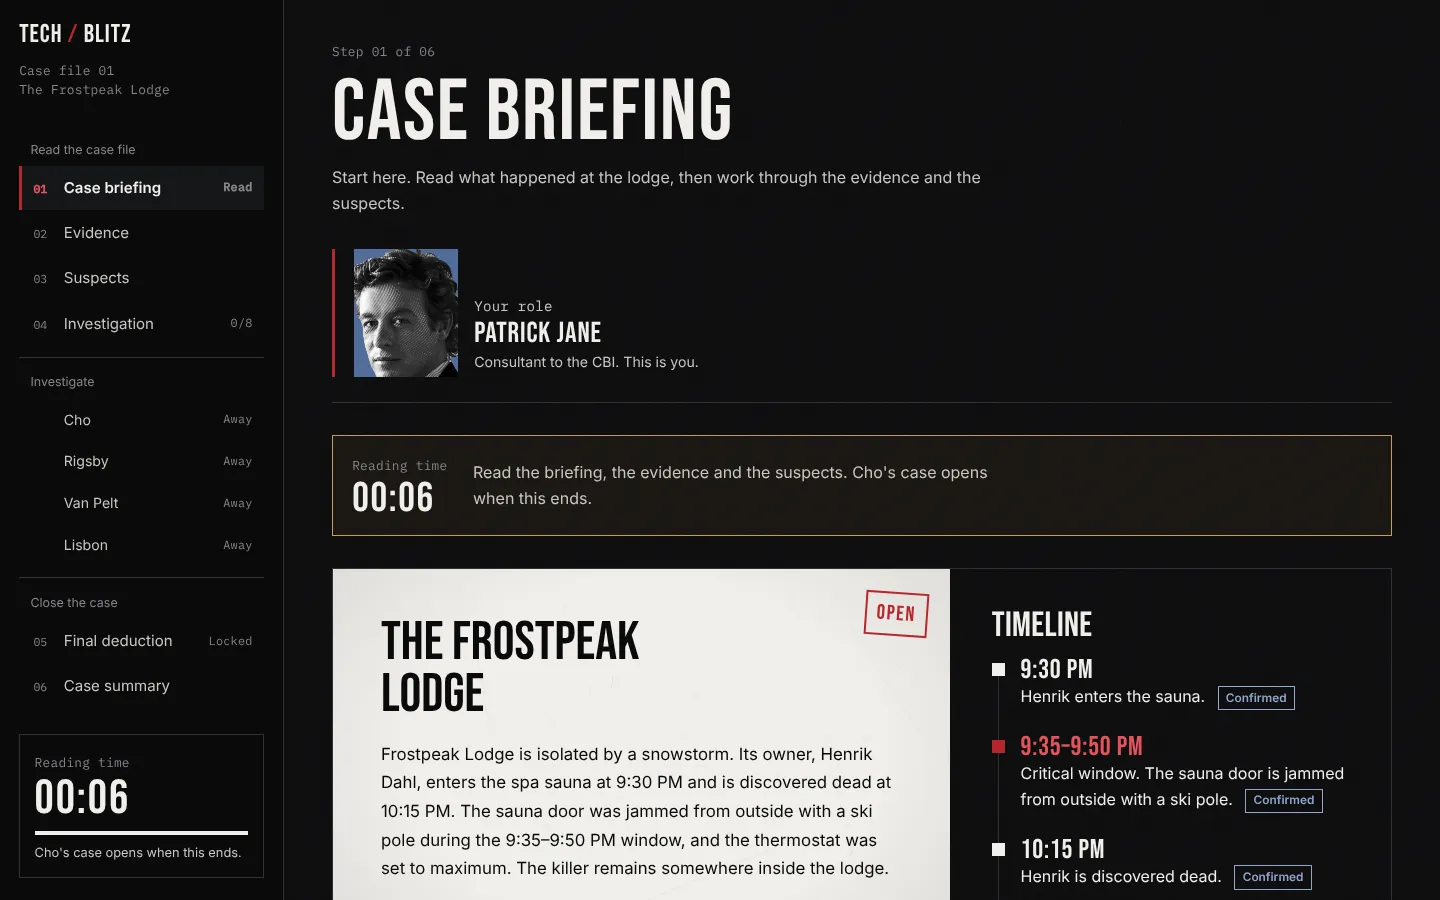 TECH / BLITZ
Case file 01
The Frostpeak Lodge
Read the case file
01 Case briefing Read
02 Evidence
03 Suspects
04 Investigation 0/8
Investigate
Cho Away
Rigsby Away
Van Pelt Away
Lisbon Away
Close the case
05 Final deduction Locked
06 Case summary
Reading time
00:06
Cho's case opens when this ends.
Step 01 of 06
CASE BRIEFING
Start here. Read what happened at the lodge, then work through the evidence and the
suspects.
Your role
PATRICK JANE
Consultant to the CBI. This is you.
Reading time
00:06
Read the briefing, the evidence and the suspects. Cho's case opens
when this ends.
OPEN
THE FROSTPEAK
LODGE
Frostpeak Lodge is isolated by a snowstorm. Its owner, Henrik
Dahl, enters the spa sauna at 9:30 PM and is discovered dead at
10:15 PM. The sauna door was jammed from outside with a ski
pole during the 9:35–9:50 PM window, and the thermostat was
set to maximum. The killer remains somewhere inside the lodge.
TIMELINE
9:30 PM
Henrik enters the sauna. Confirmed
9:35–9:50 PM
Critical window. The sauna door is jammed
from outside with a ski pole. Confirmed
10:15 PM
Henrik is discovered dead. Confirmed